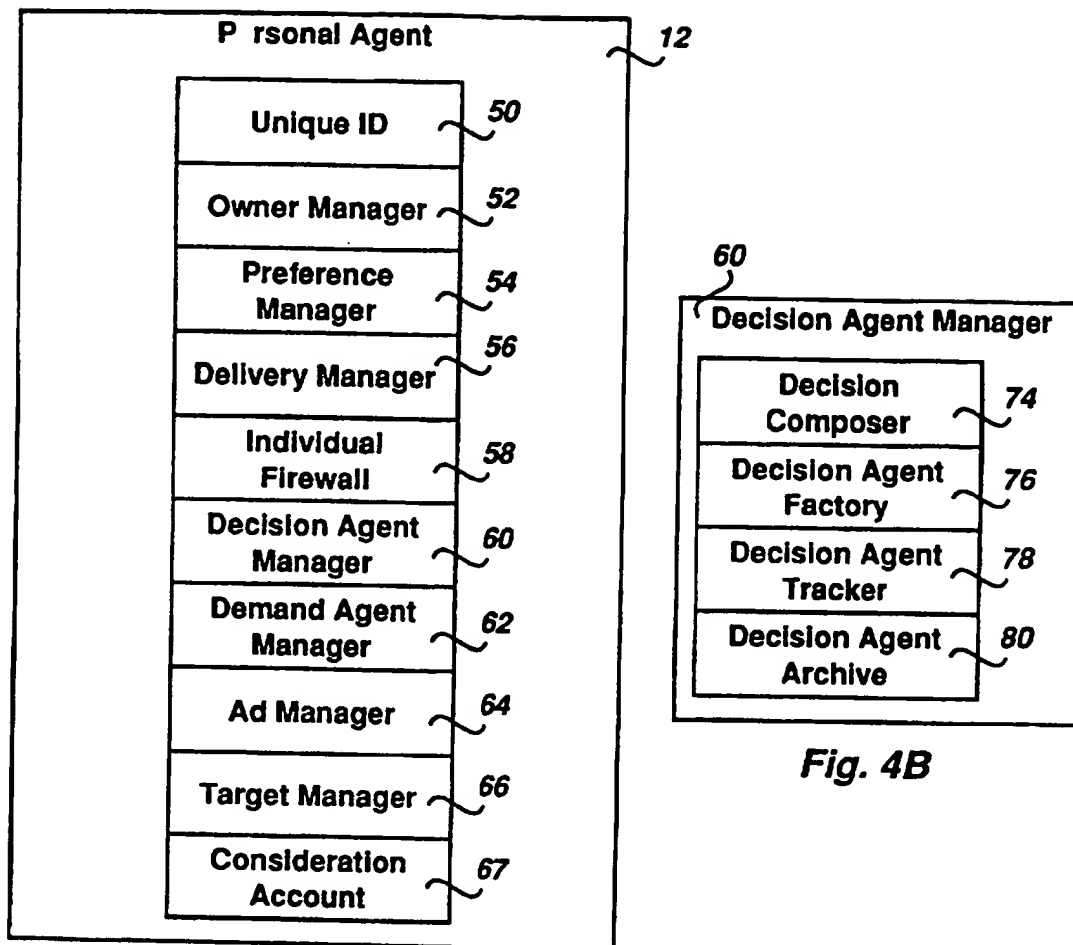 P rsonal Agent
12
Unique ID
50
Owner Manager
52
Preference
Manager
54
Delivery Manager
56
Individual
Firewall
58
Decision Agent
Manager
60
Demand Agent
Manager
62
Ad Manager
64
Target Manager
66
Consideration
Account
67
60
Decision Agent Manager
Decision
Composer
74
Decision Agent
Factory
76
Decision Agent
Tracker
78
Decision Agent
Archive
80
Fig. 4B